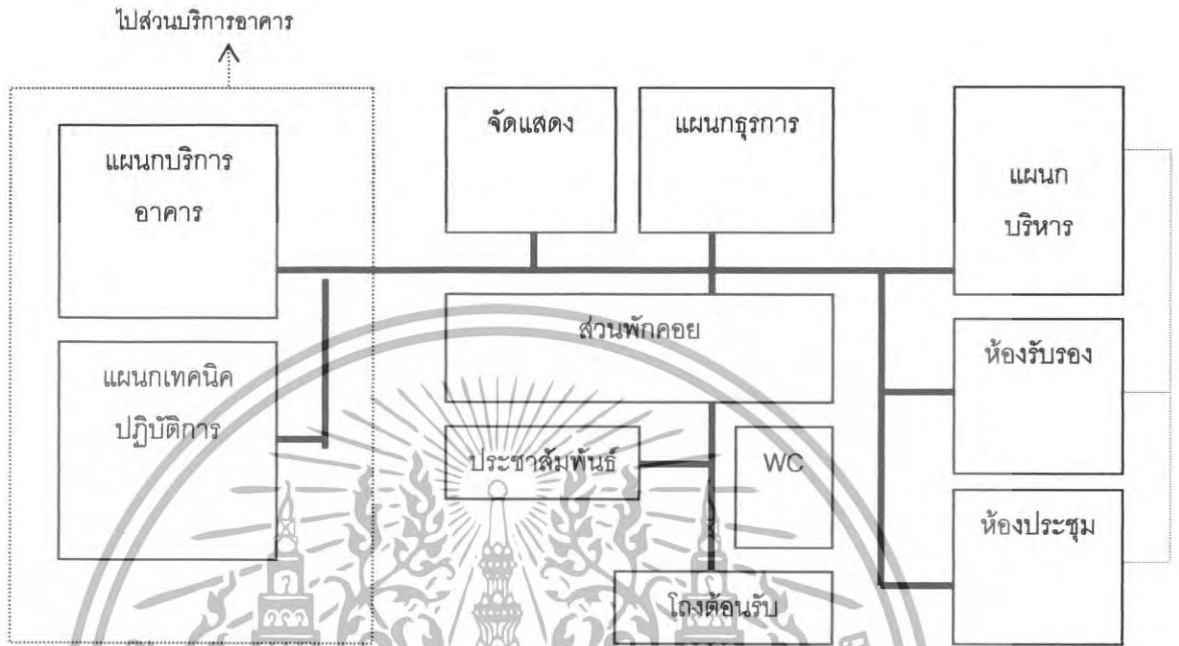 ไปส่วนบริการอาคาร
แผนกบริการ
อาคาร
แผนกเทคนิค
ปฏิบัติการ
จัดแสดง
แผนกธุรการ
ส่วนพักคอย
ประชาสัมพันธ์
WC
โถงต้อนรับ
แผนก
บริหาร
ห้องรับรอง
ห้องประชุม